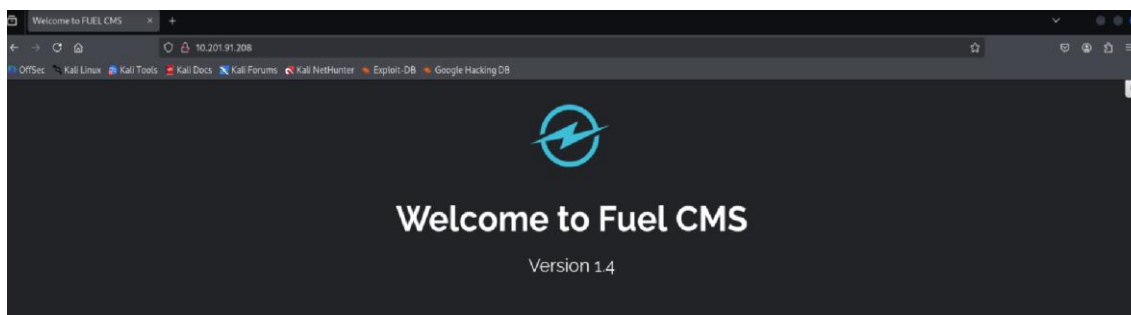 Welcome to FUEL CMS
10.201.91.208
OffSec Kali Linux Kali Tools Kali Docs Kali Forums Kali NetHunter Exploit-DB Google Hacking DB
Welcome to Fuel CMS
Version 1.4